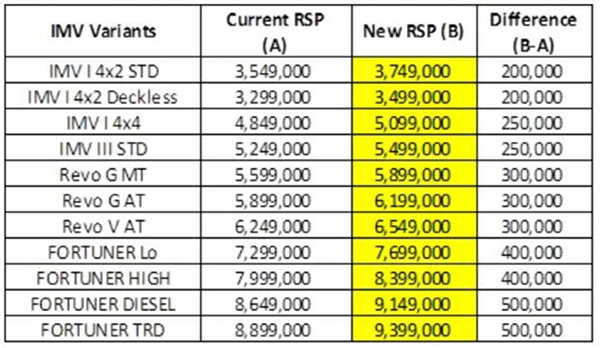 IMV Variants Current RSP (A) New RSP (B) Difference (B-A)
IMV I 4x2 STD 3,549,000 3,749,000 200,000
IMV I 4x2 Deckless 3,299,000 3,499,000 200,000
IMV I 4x4 4,849,000 5,099,000 250,000
IMV III STD 5,249,000 5,499,000 250,000
Revo G MT 5,599,000 5,899,000 300,000
Revo G AT 5,899,000 6,199,000 300,000
Revo V AT 6,249,000 6,549,000 300,000
FORTUNER Lo 7,299,000 7,699,000 400,000
FORTUNER HIGH 7,999,000 8,399,000 400,000
FORTUNER DIESEL 8,649,000 9,149,000 500,000
FORTUNER TRD 8,899,000 9,399,000 500,000